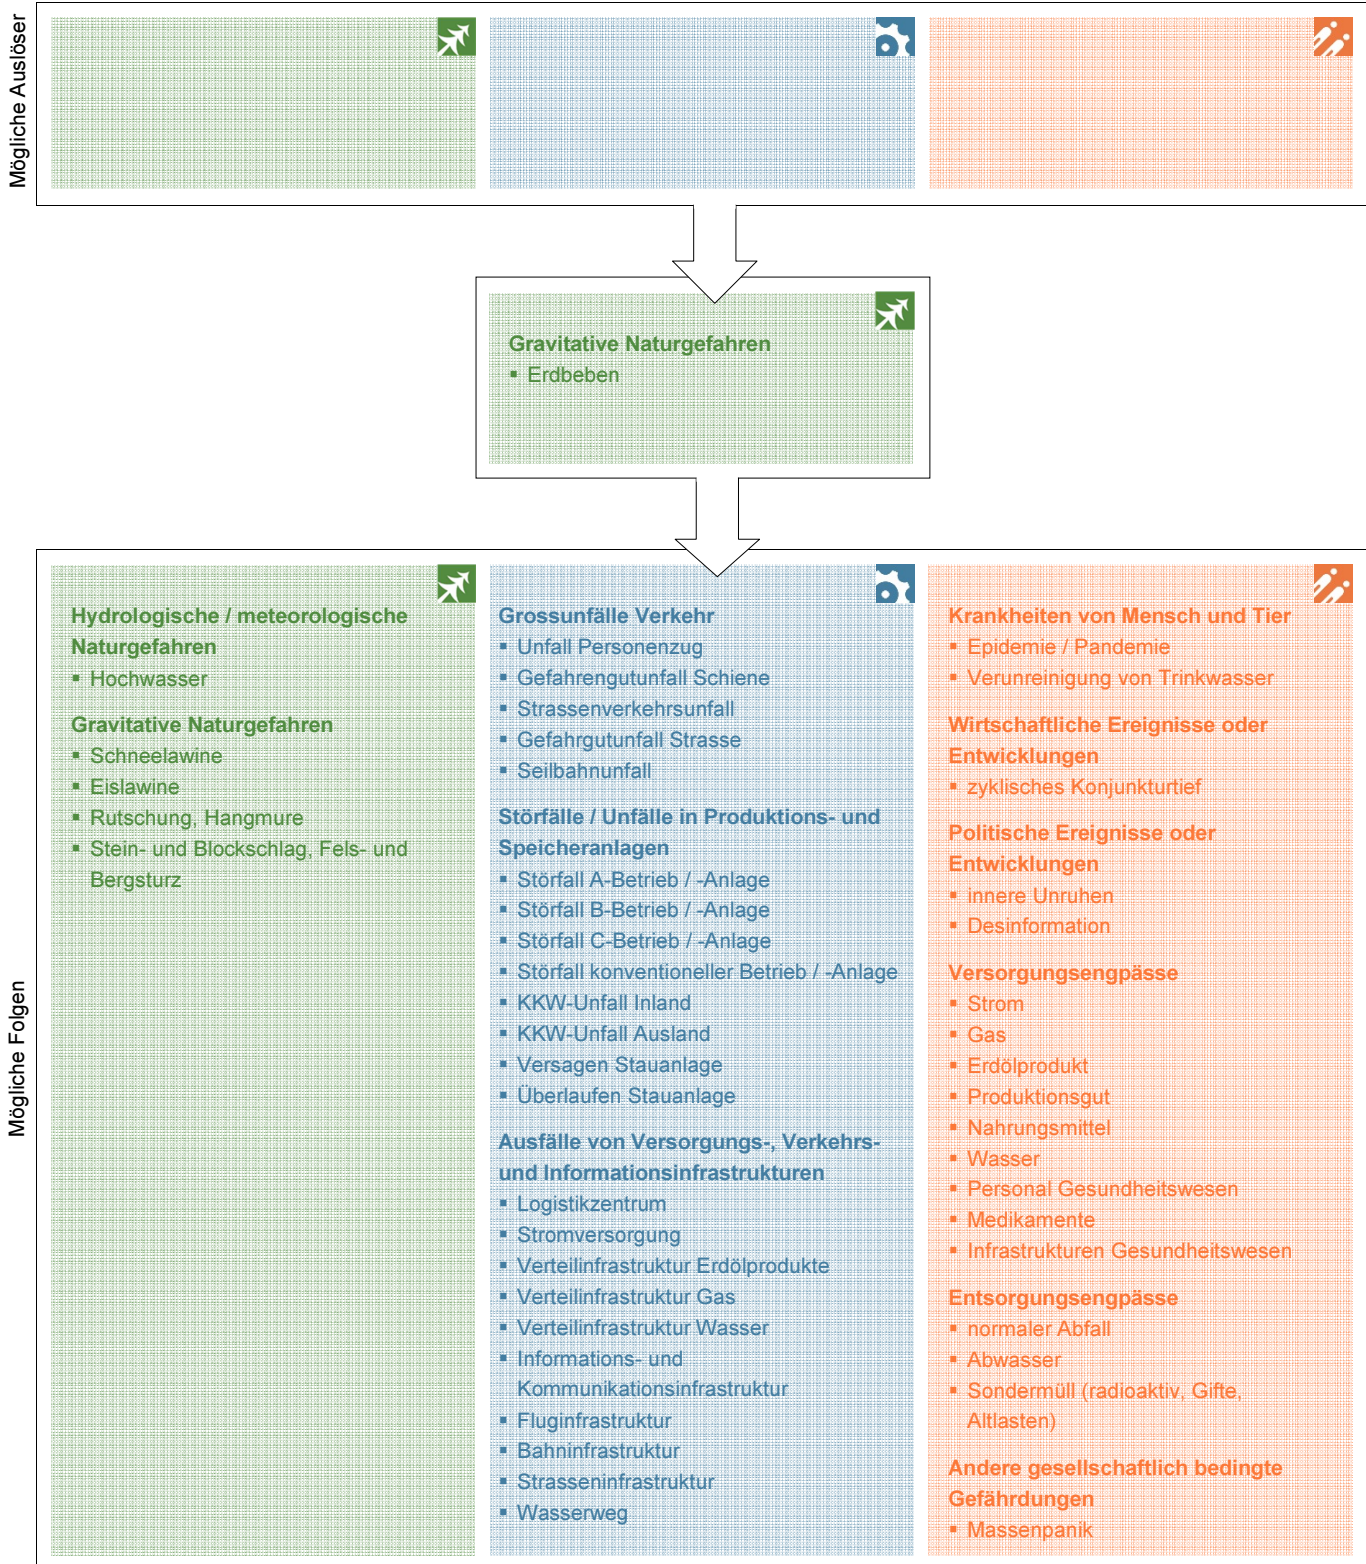 Mögliche Auslöser
Gravitative Naturgefahren
▪ Erdbeben
Mögliche Folgen
Hydrologische / meteorologische
Naturgefahren
▪ Hochwasser
Gravitative Naturgefahren
▪ Schneelawine
▪ Eislawine
▪ Rutschung, Hangmure
▪ Stein- und Blockschlag, Fels- und
Bergsturz
Grossunfälle Verkehr
▪ Unfall Personenzug
▪ Gefahrengutunfall Schiene
▪ Strassenverkehrsunfall
▪ Gefahrgutunfall Strasse
▪ Seilbahnunfall
Störfälle / Unfälle in Produktions- und
Speicheranlagen
▪ Störfall A-Betrieb / -Anlage
▪ Störfall B-Betrieb / -Anlage
▪ Störfall C-Betrieb / -Anlage
▪ Störfall konventioneller Betrieb / -Anlage
▪ KKW-Unfall Inland
▪ KKW-Unfall Ausland
▪ Versagen Stauanlage
▪ Überlaufen Stauanlage
Ausfälle von Versorgungs-, Verkehrs-
und Informationsinfrastrukturen
▪ Logistikzentrum
▪ Stromversorgung
▪ Verteilinfrastruktur Erdölprodukte
▪ Verteilinfrastruktur Gas
▪ Verteilinfrastruktur Wasser
▪ Informations- und
Kommunikationsinfrastruktur
▪ Fluginfrastruktur
▪ Bahninfrastruktur
▪ Strasseninfrastruktur
▪ Wasserweg
Krankheiten von Mensch und Tier
▪ Epidemie / Pandemie
▪ Verunreinigung von Trinkwasser
Wirtschaftliche Ereignisse oder
Entwicklungen
▪ zyklisches Konjunkturtief
Politische Ereignisse oder
Entwicklungen
▪ innere Unruhen
▪ Desinformation
Versorgungsengpässe
▪ Strom
▪ Gas
▪ Erdölprodukt
▪ Produktionsgut
▪ Nahrungsmittel
▪ Wasser
▪ Personal Gesundheitswesen
▪ Medikamente
▪ Infrastrukturen Gesundheitswesen
Entsorgungsengpässe
▪ normaler Abfall
▪ Abwasser
▪ Sondermüll (radioaktiv, Gifte,
Altlasten)
Andere gesellschaftlich bedingte
Gefährdungen
▪ Massenpanik